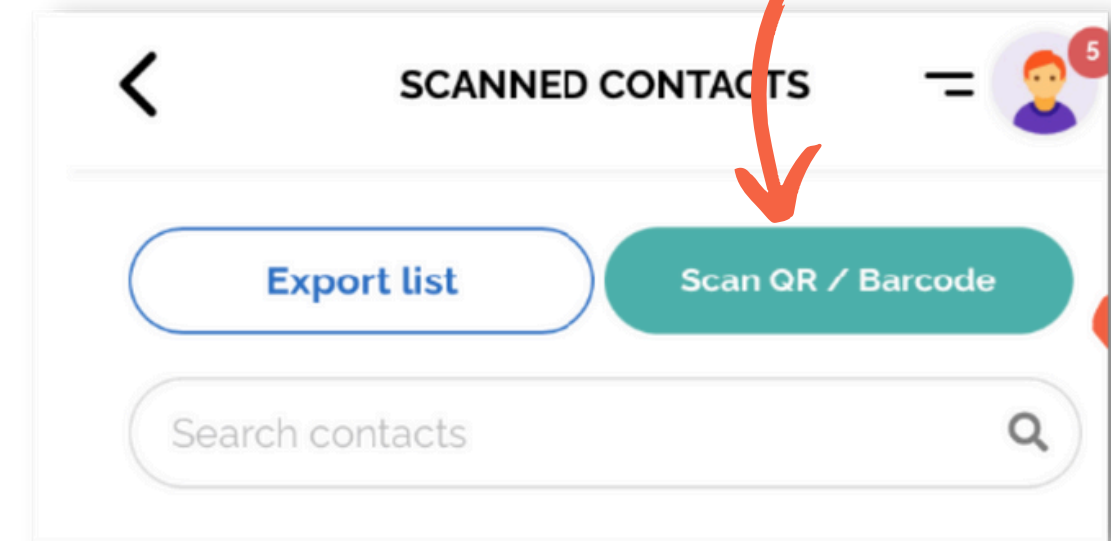 SCANNED CONTACTS
5
Export list
Scan QR / Barcode
Search contacts